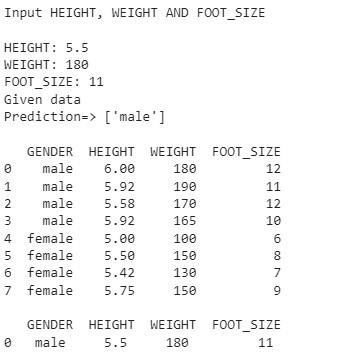 Input HEIGHT, WEIGHT AND FOOT_SIZE
HEIGHT: 5.5
WEIGHT: 180
FOOT_SIZE: 11
Given data
Prediction=> ['male']
GENDER HEIGHT WEIGHT FOOT_SIZE
0 male 6.00 180 12
1 male 5.92 190 11
2 male 5.58 170 12
3 male 5.92 165 10
4 female 5.00 100 6
5 female 5.50 150 8
6 female 5.42 130 7
7 female 5.75 150 9
GENDER HEIGHT WEIGHT FOOT_SIZE
0 male 5.5 180 11